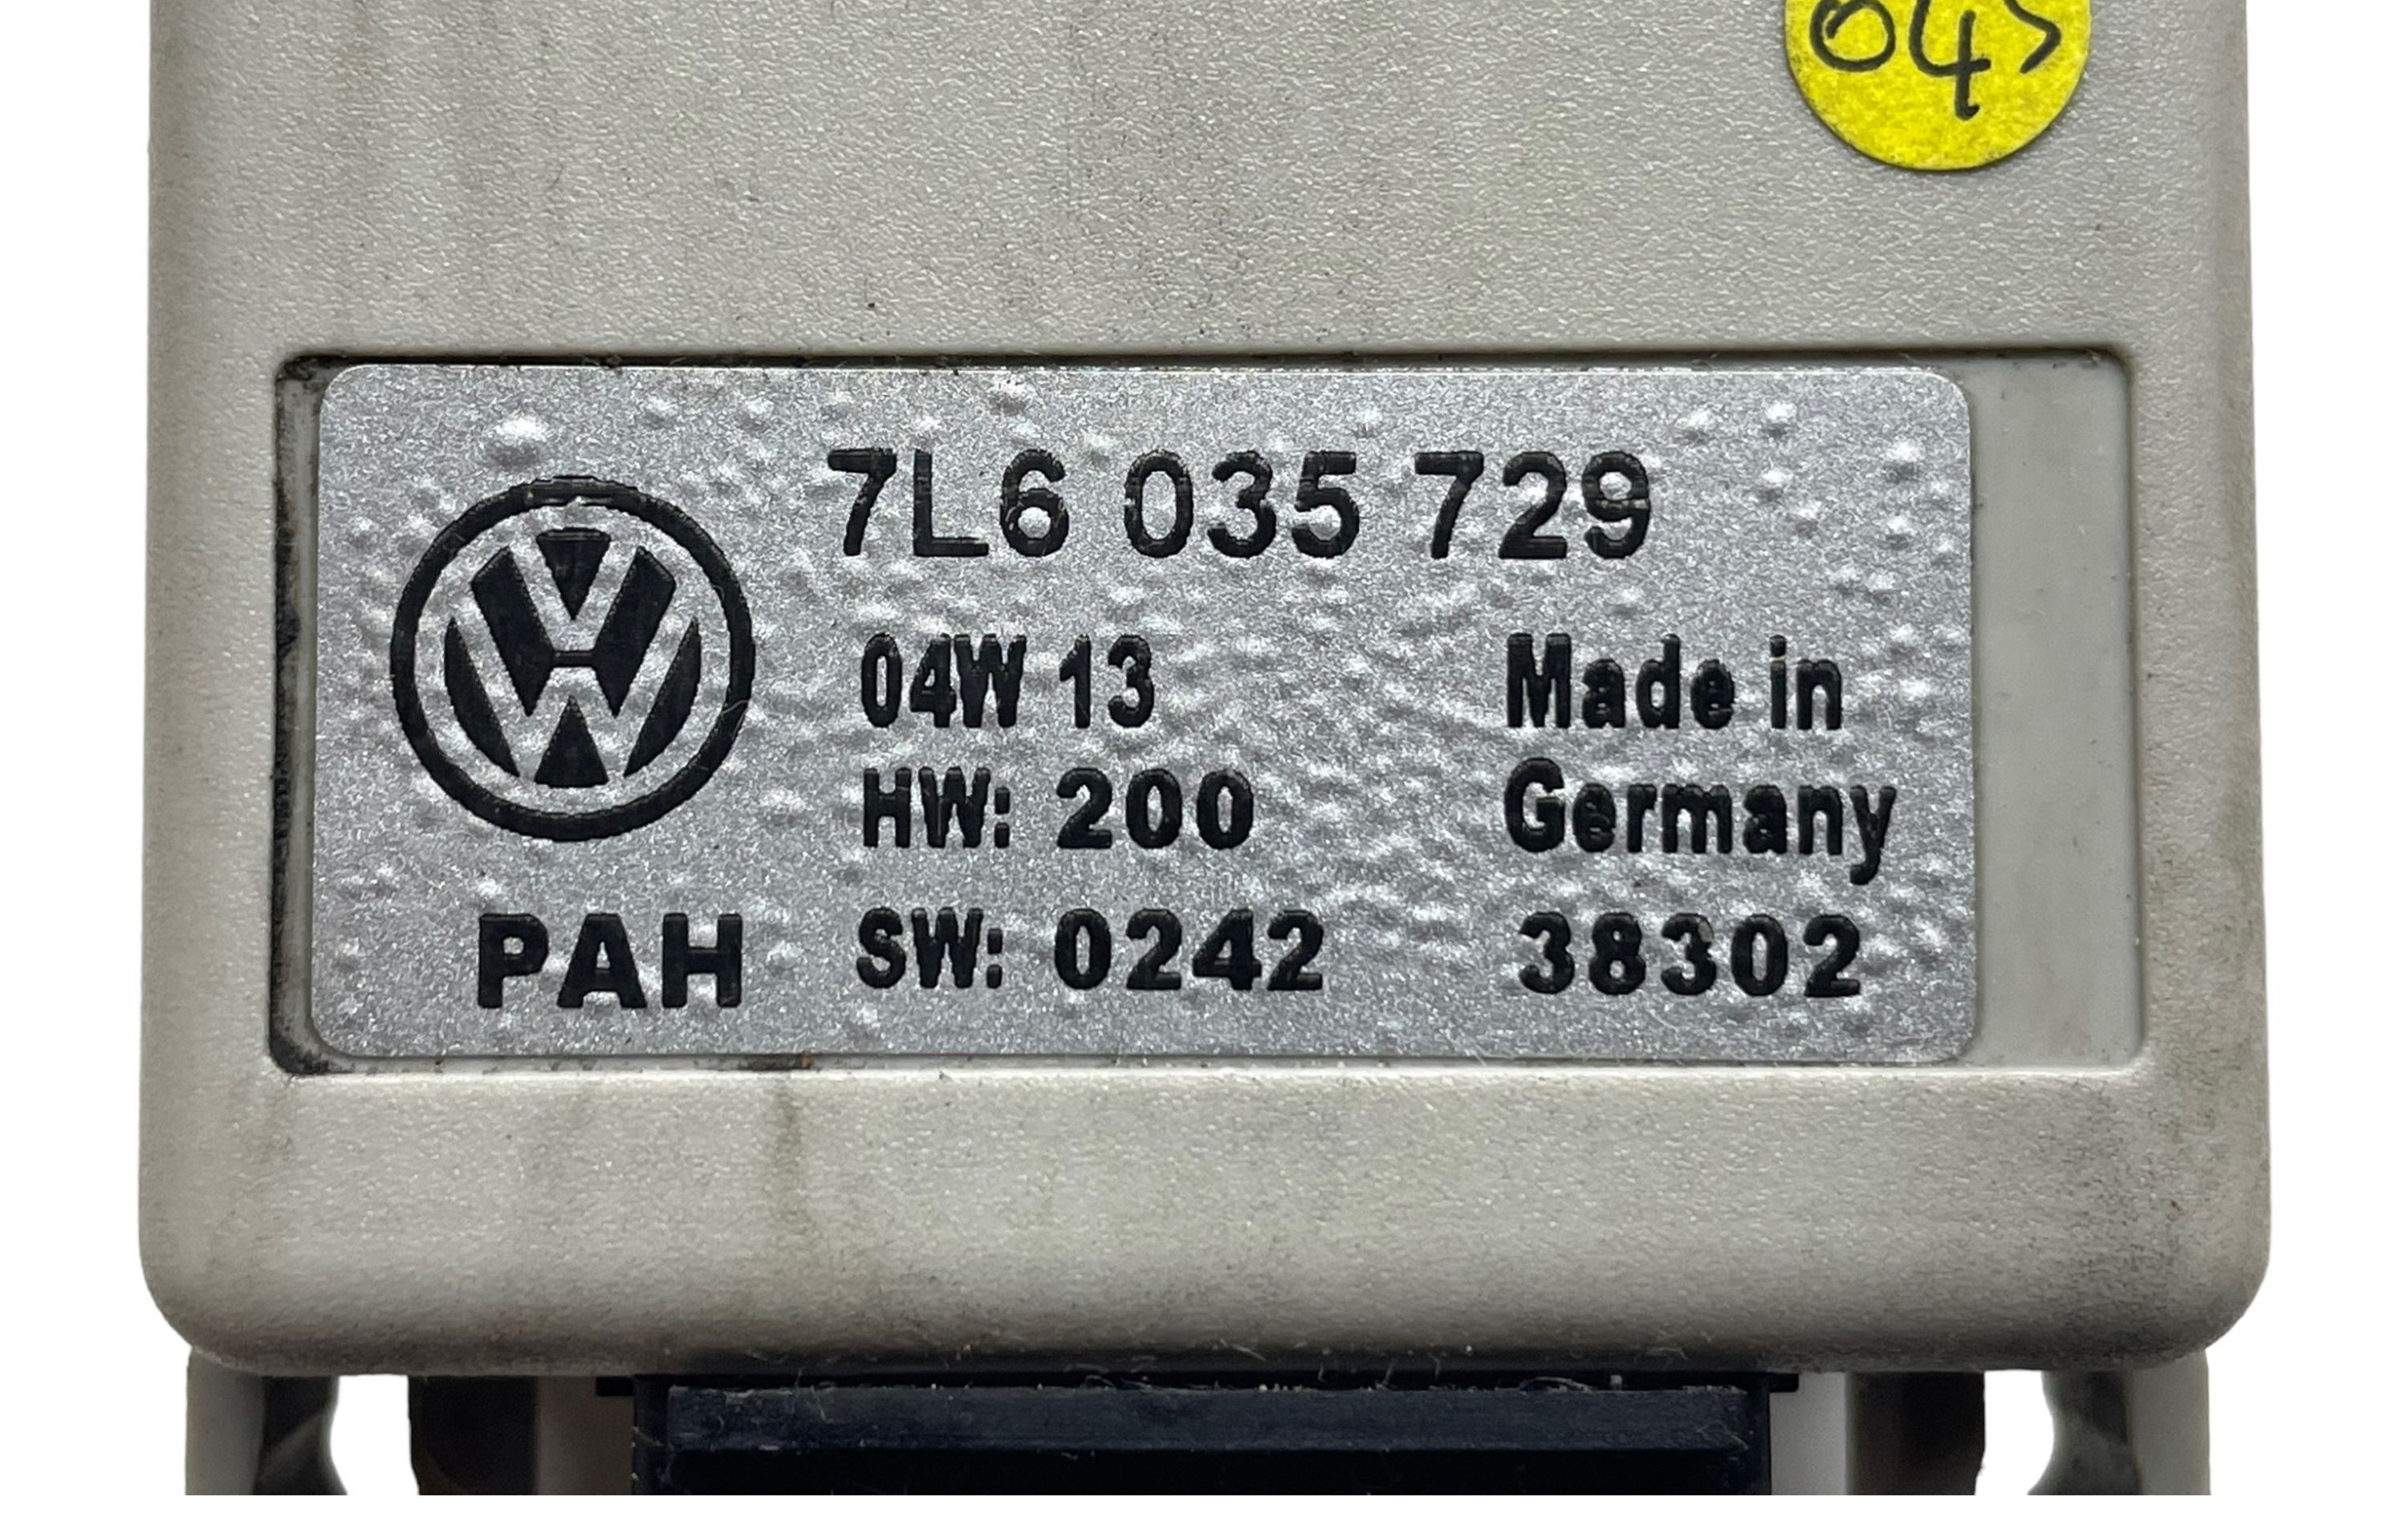 7L6 035 729
04W 13
HW: 200
SW: 0242
PAH
Made in
Germany
38302